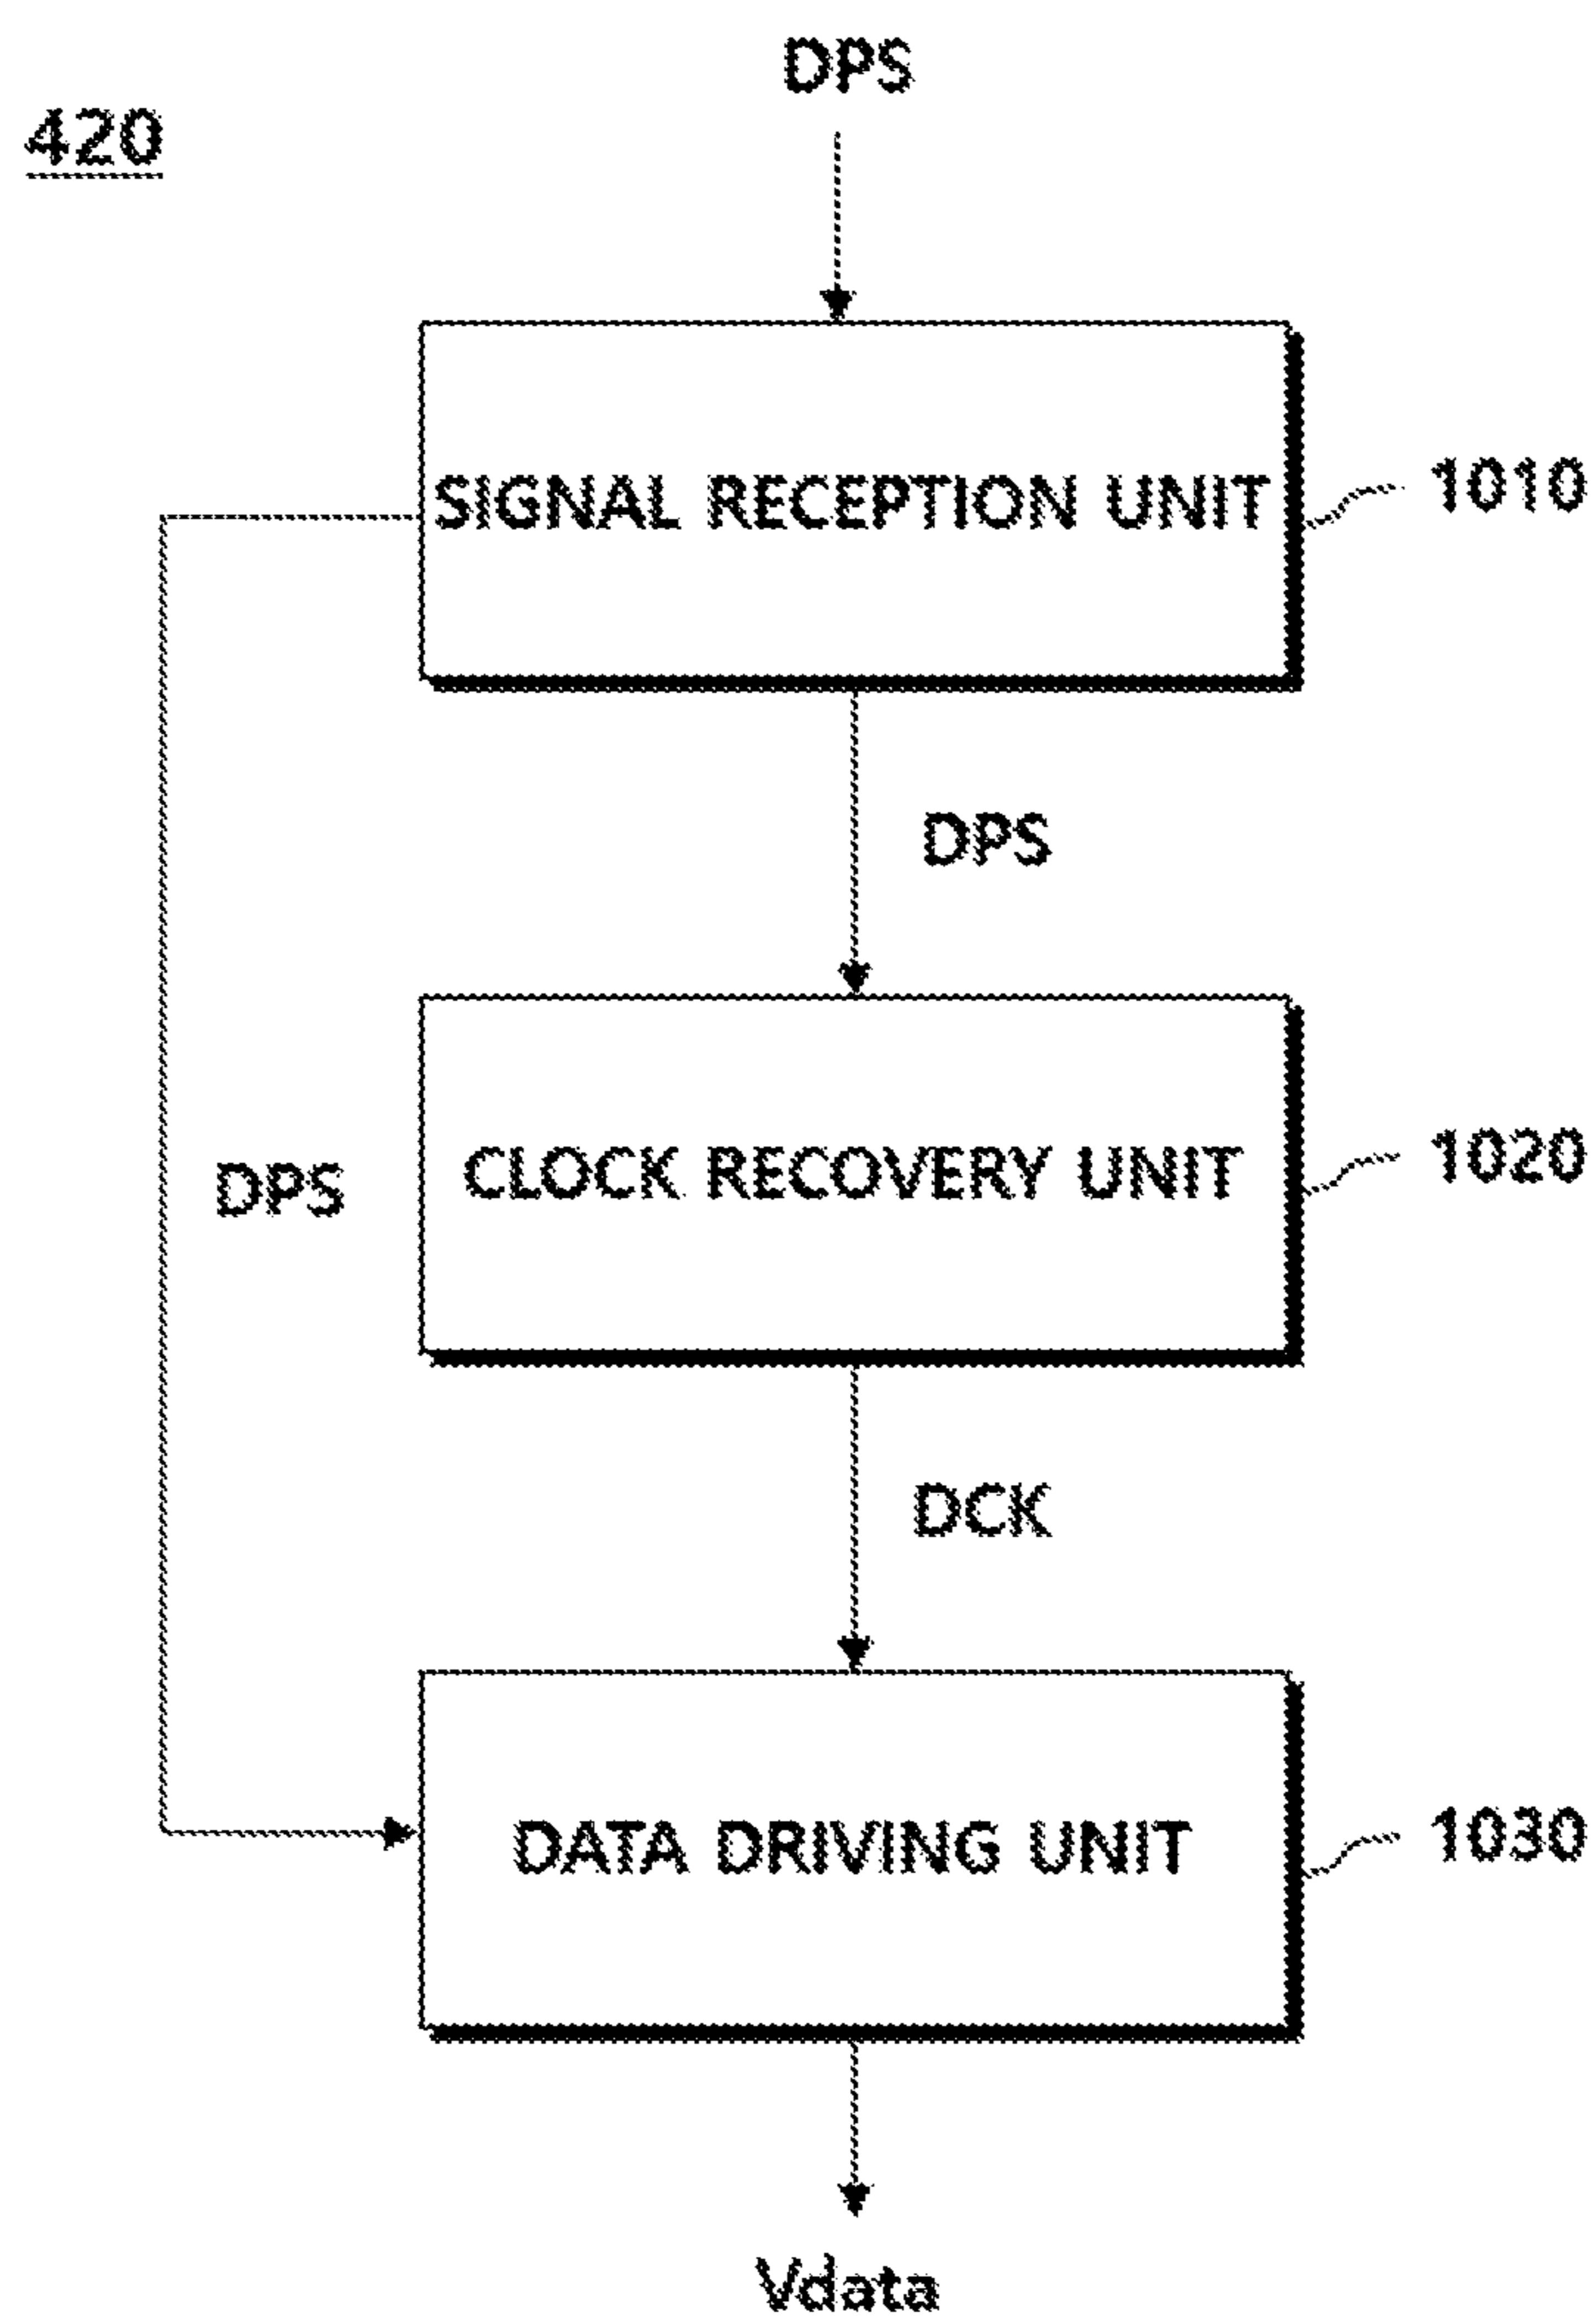 DPS
420
SIGNAL RECEPTION UNIT
1010
DPS
CLOCK RECOVERY UNIT
1020
DPS
DCK
DATA DRIVING UNIT
1030
Vdata